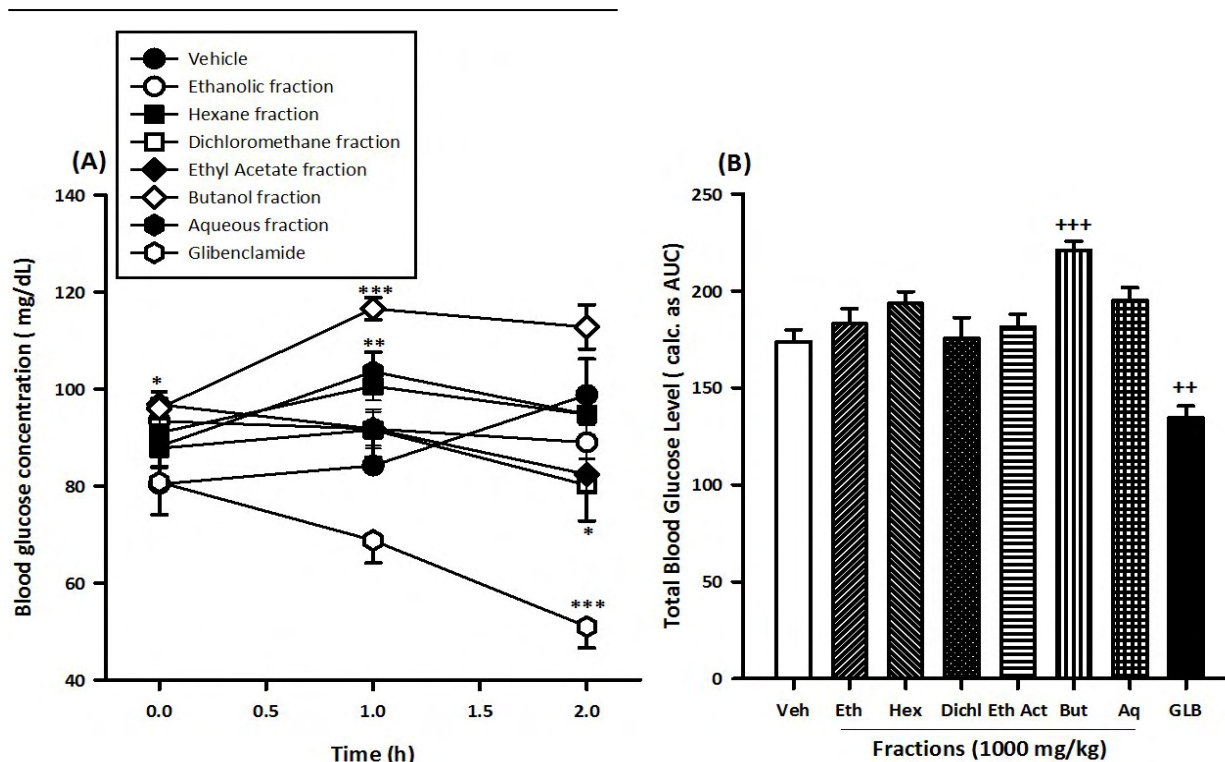 Vehicle
Ethanolic fraction
Hexane fraction
Dichloromethane fraction
Ethyl Acetate fraction
Butanol fraction
Aqueous fraction
Glibenclamide
(A)
Blood glucose concentration ( mg/dL)
140
120
100
80
60
40
***
**
*
*
***
0.0 0.5 1.0 1.5 2.0
Time (h)
(B)
Total Blood Glucose Level ( calc. as AUC)
250
200
150
100
50
0
+++
++
Veh Eth Hex Dichl Eth Act But Aq GLB
Fractions (1000 mg/kg)